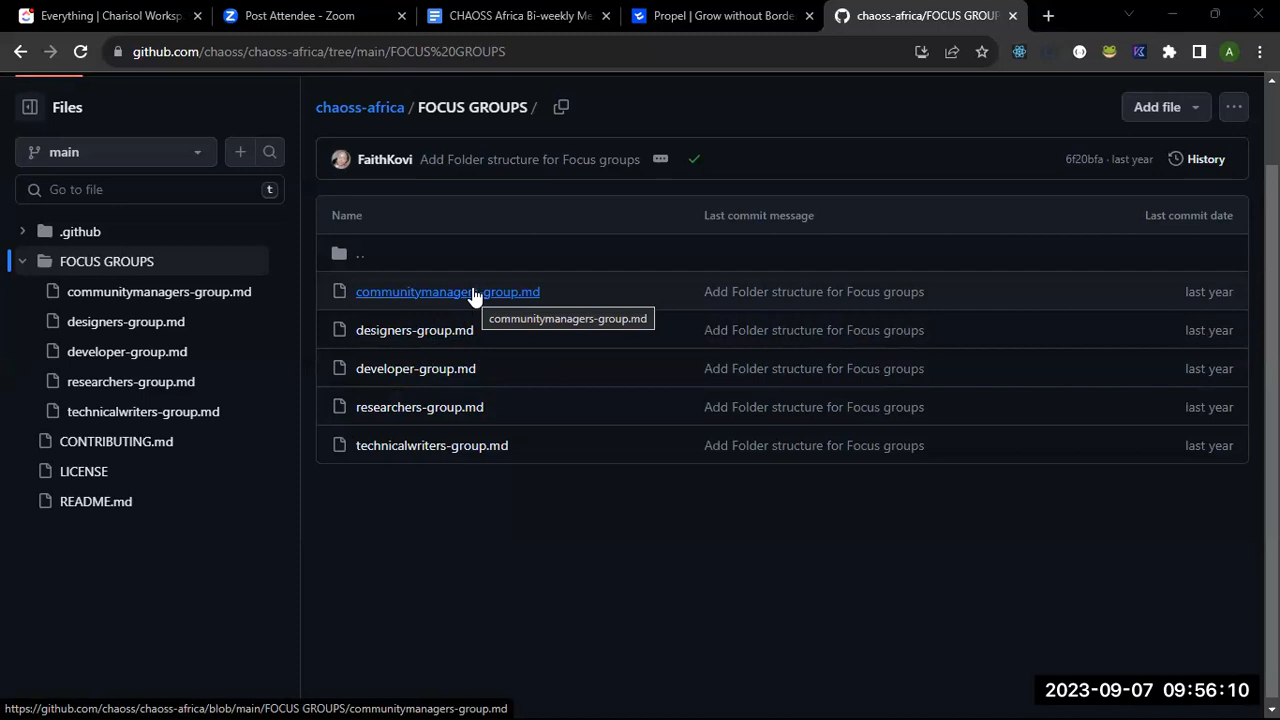 Everything | Charisol Worksp
Post Attendee - Zoom
CHAOSS Africa Bi-weekly Me
Propel | Grow without Borde
chaoss-africa/FOCUS GROUP
github.com/chaoss/chaoss-africa/tree/main/FOCUS%20GROUPS
A
Files
chaoss-africa / FOCUS GROUPS /
Add file
main
FaithKovi Add Folder structure for Focus groups
6f20bfa · last year
History
Go to file
t
Name
Last commit message
Last commit date
.github
..
FOCUS GROUPS
communitymanagers-group.md
communitymanagers-group.md
Add Folder structure for Focus groups
last year
communitymanagers-group.md
designers-group.md
designers-group.md
Add Folder structure for Focus groups
last year
developer-group.md
developer-group.md
Add Folder structure for Focus groups
last year
researchers-group.md
researchers-group.md
Add Folder structure for Focus groups
last year
technicalwriters-group.md
technicalwriters-group.md
Add Folder structure for Focus groups
last year
CONTRIBUTING.md
LICENSE
README.md
2023-09-07 09:56:10
https://github.com/chaoss/chaoss-africa/blob/main/FOCUS GROUPS/communitymanagers-group.md